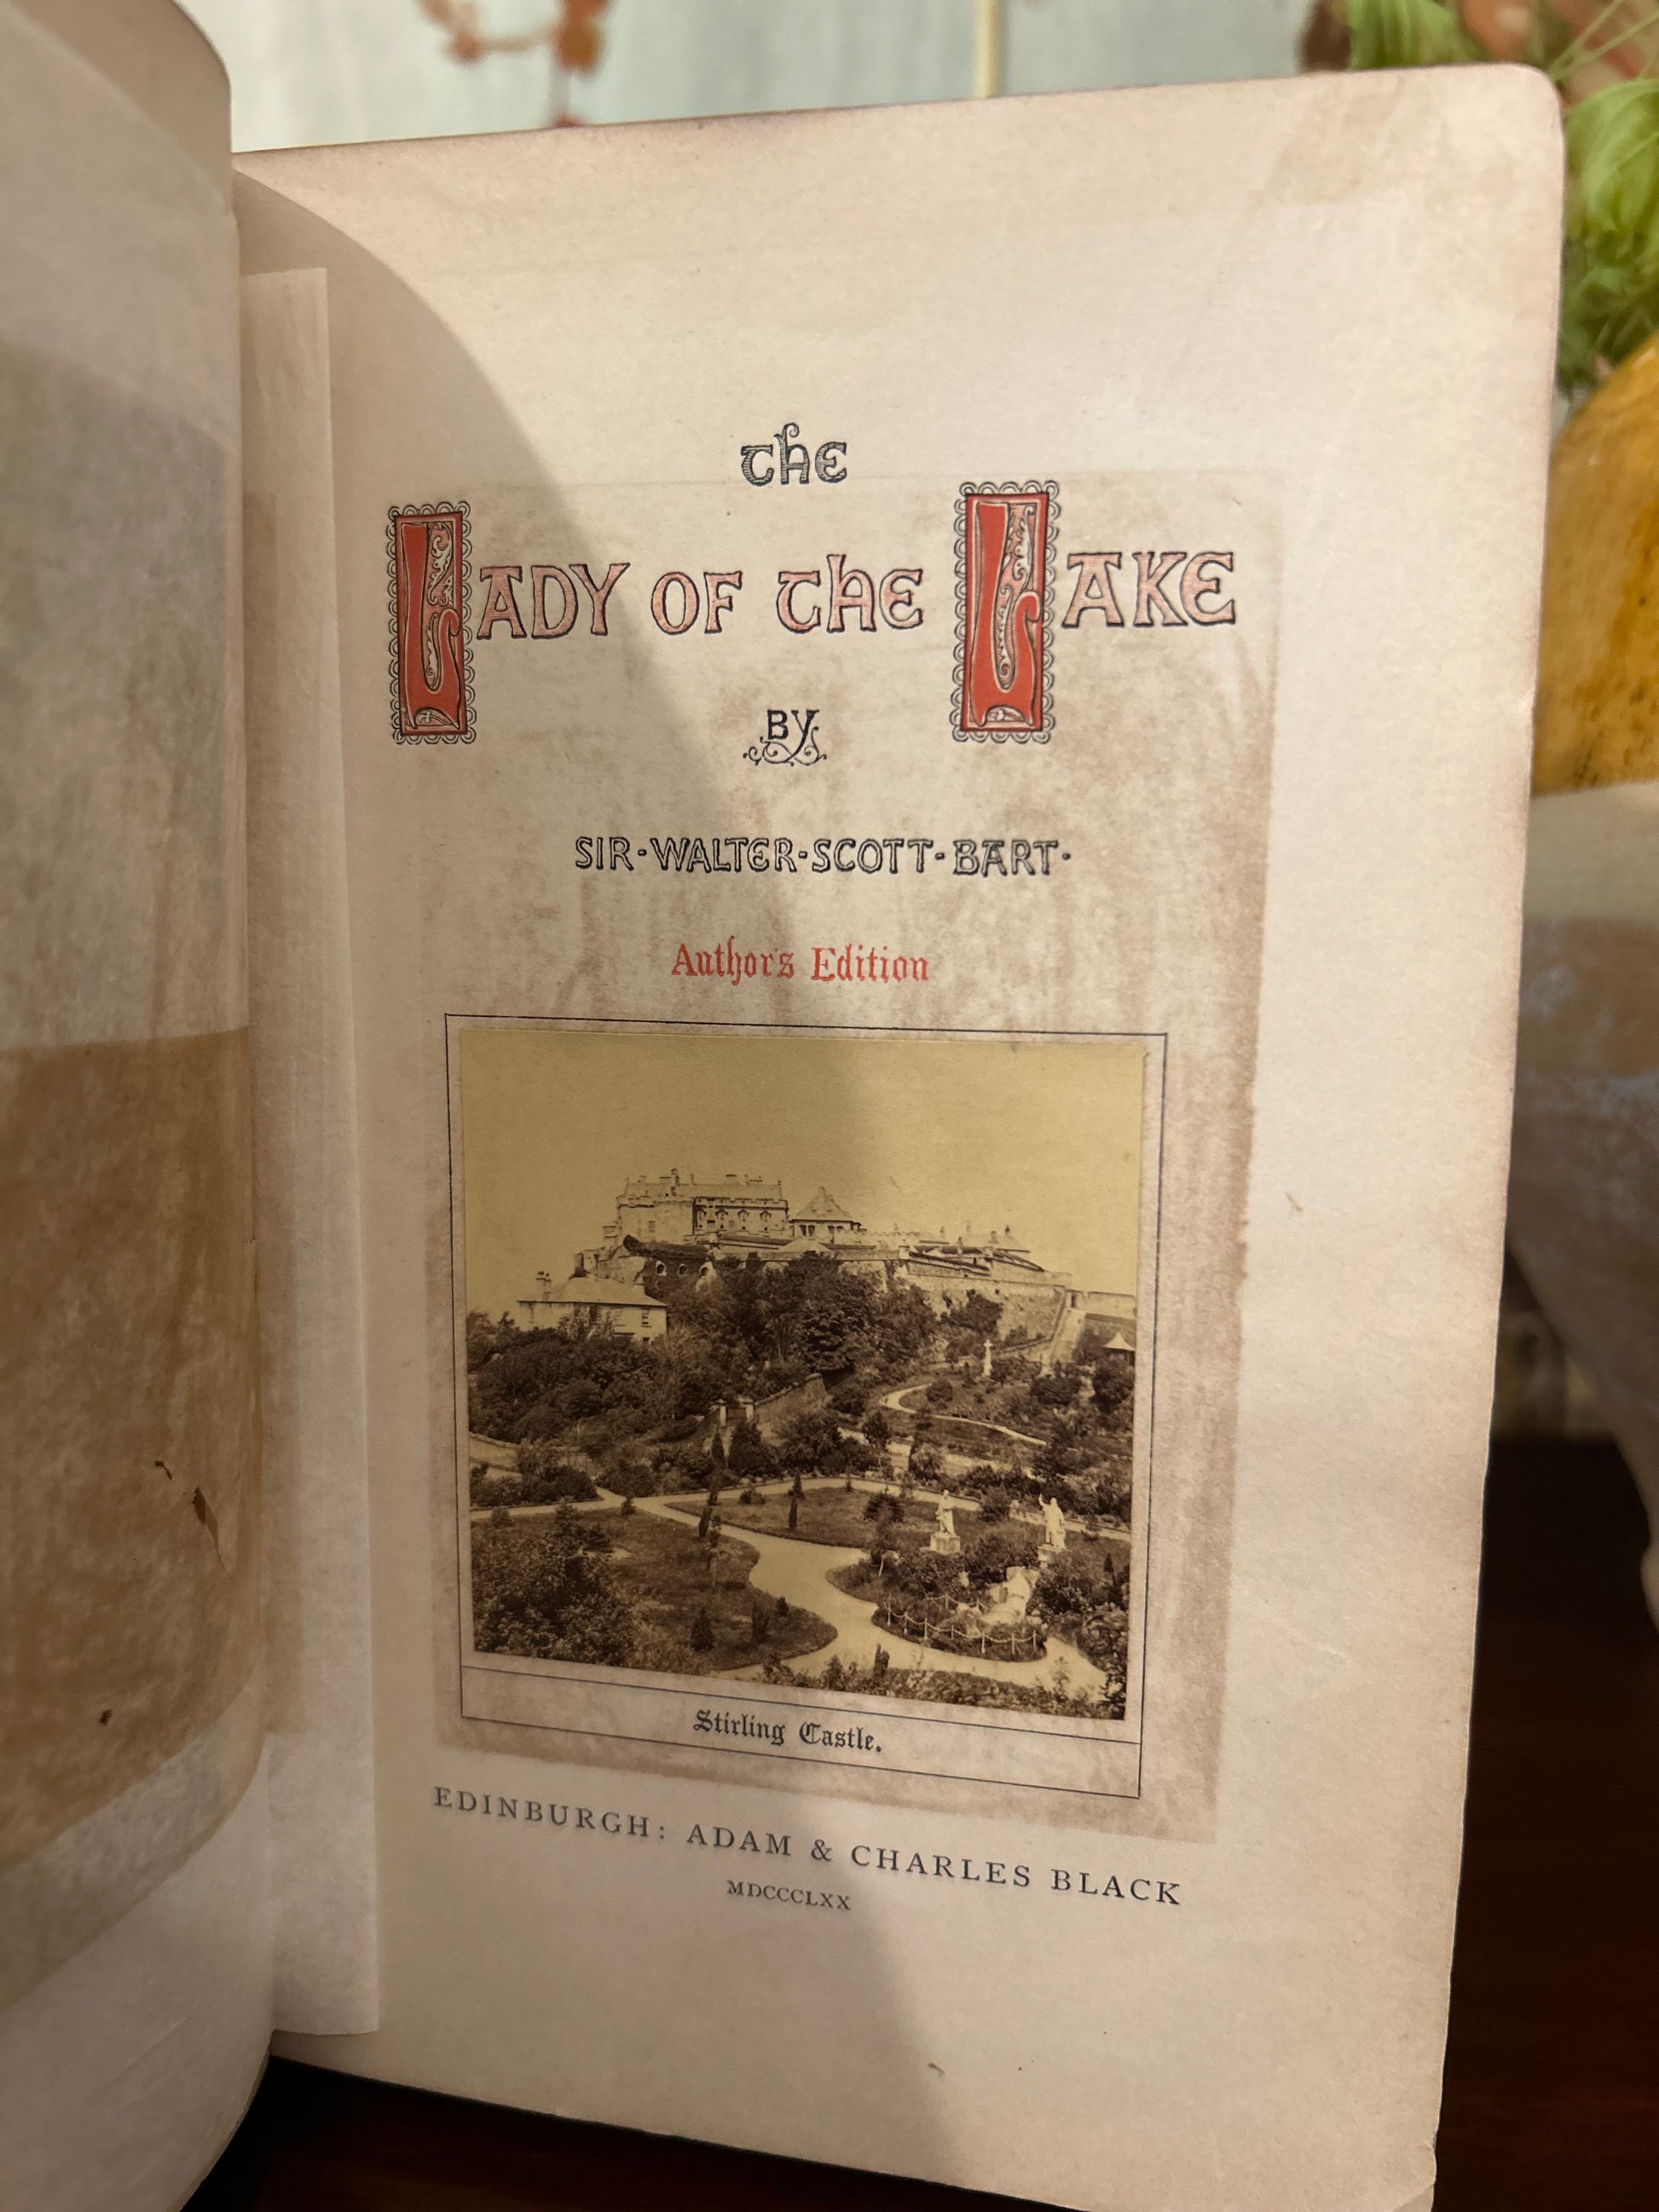 The
LADY OF THE LAKE
BY
SIR·WALTER·SCOTT·BART·
Author's Edition
Stirling Castle.
EDINBURGH: ADAM & CHARLES BLACK
MDCCCLXX